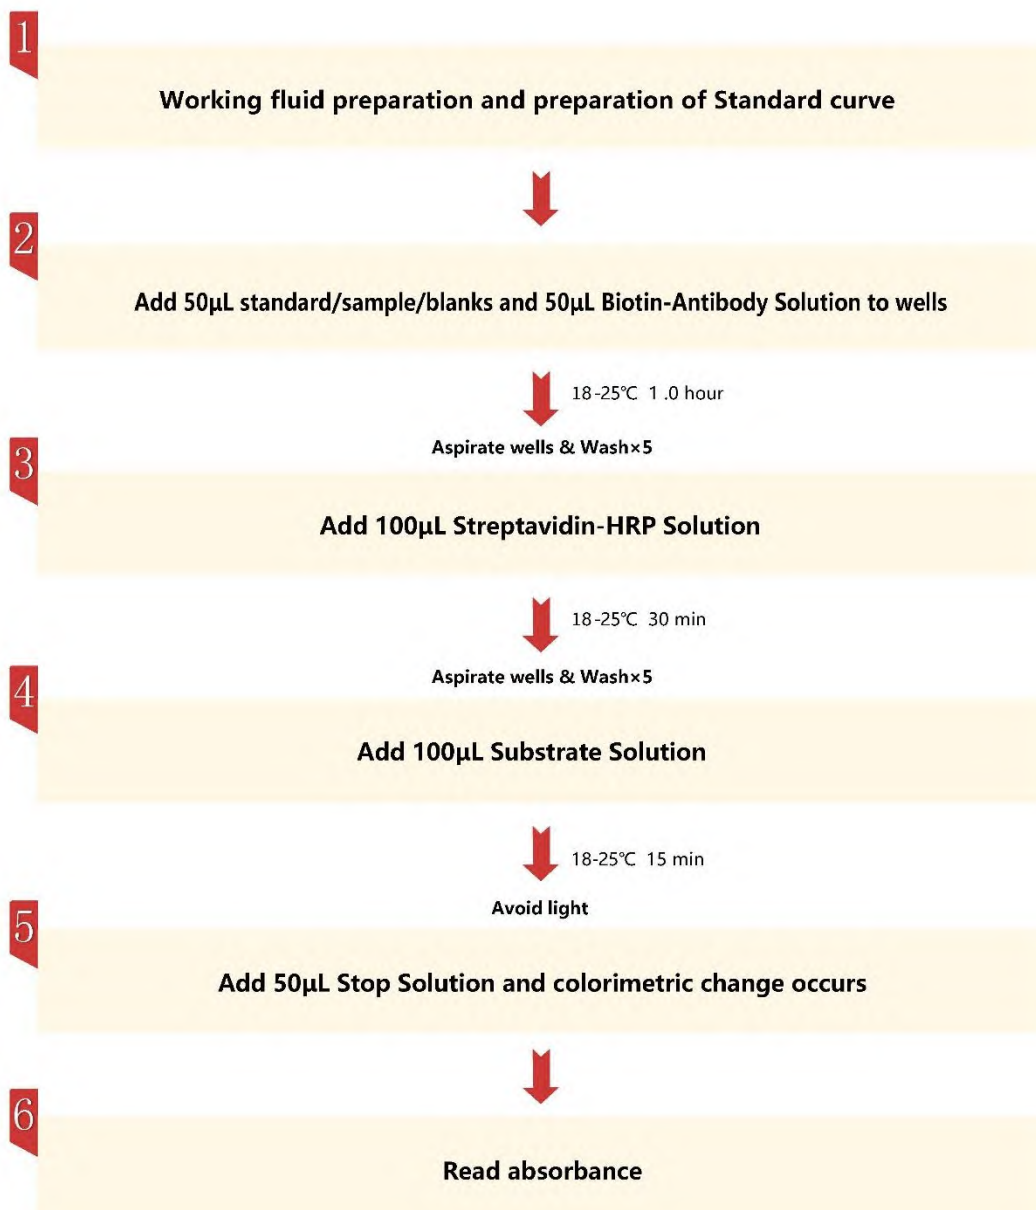 1
Working fluid preparation and preparation of Standard curve
2
Add 50μL standard/sample/blanks and 50μL Biotin-Antibody Solution to wells
18-25℃ 1 .0 hour
Aspirate wells & Wash×5
3
Add 100μL Streptavidin-HRP Solution
18-25℃ 30 min
Aspirate wells & Wash×5
4
Add 100μL Substrate Solution
18-25℃ 15 min
Avoid light
5
Add 50μL Stop Solution and colorimetric change occurs
6
Read absorbance